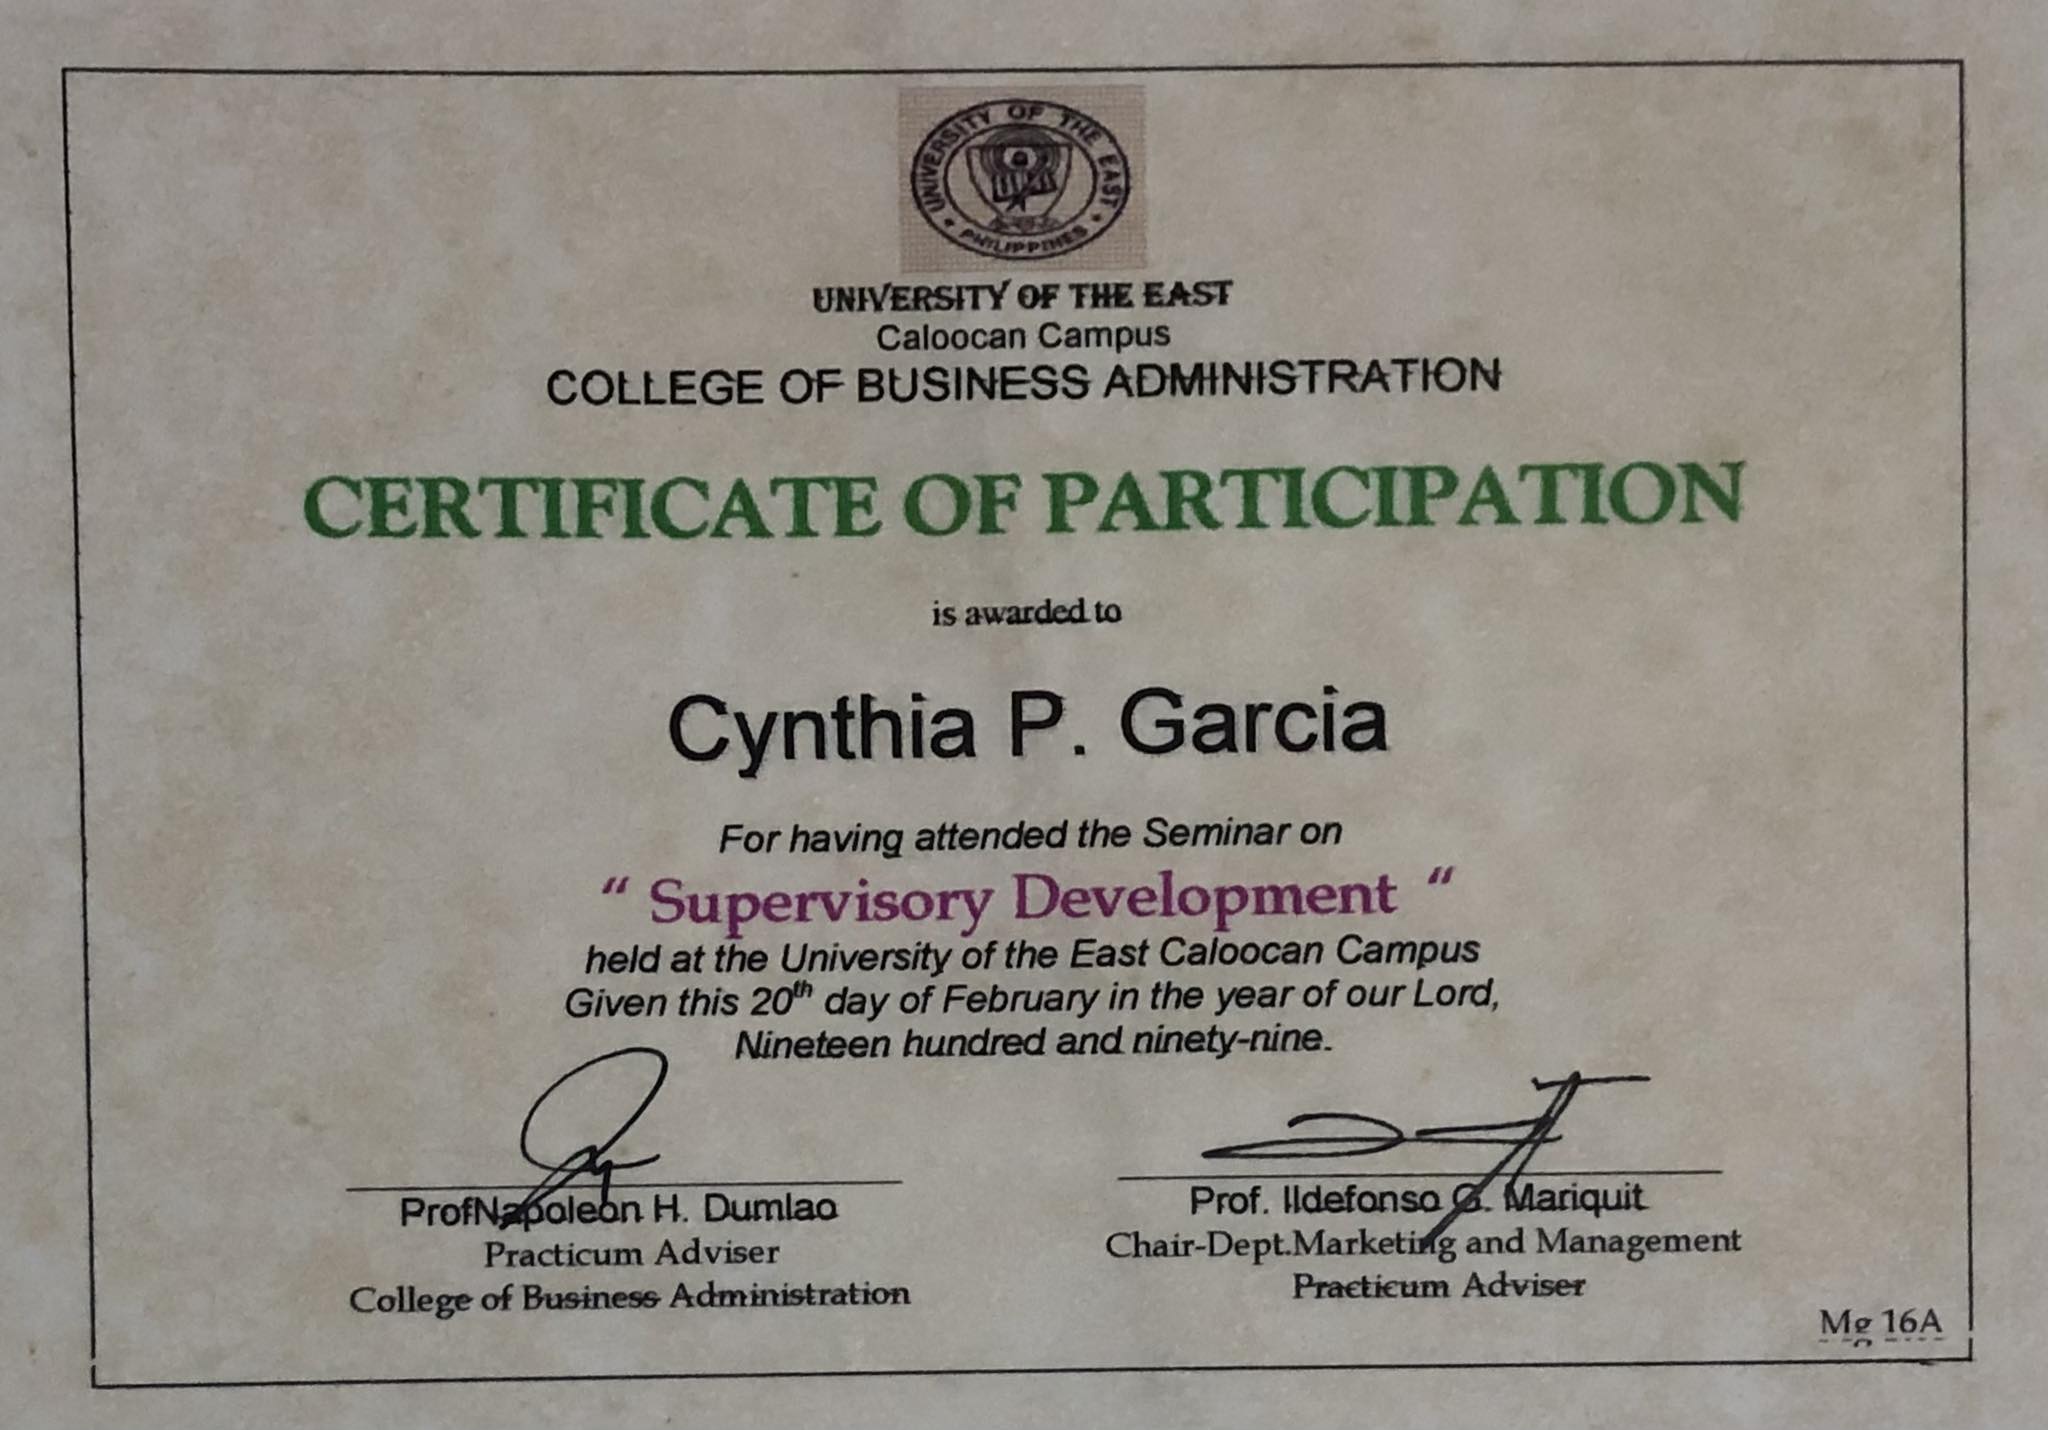 UNIVERSITY OF THE EAST
PHILIPPINES
UNIVERSITY OF THE EAST
Caloocan Campus
COLLEGE OF BUSINESS ADMINISTRATION
CERTIFICATE OF PARTICIPATION
is awarded to
Cynthia P. Garcia
For having attended the Seminar on
“ Supervisory Development “
held at the University of the East Caloocan Campus
Given this 20th day of February in the year of our Lord,
Nineteen hundred and ninety-nine.
ProfNapoleon H. Dumlao
Practicum Adviser
College of Business Administration
Prof. Ildefonso G. Mariquit
Chair-Dept.Marketing and Management
Practicum Adviser
Mg 16A